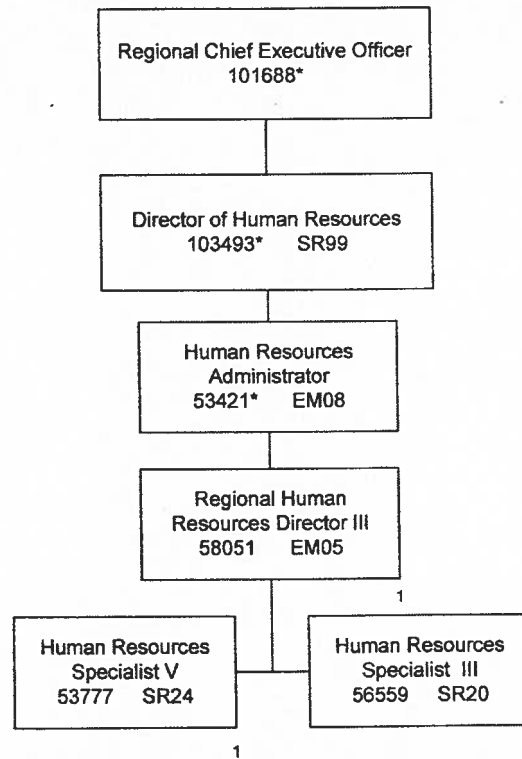 Regional Chief Executive Officer
101688*
Director of Human Resources
103493* SR99
Human Resources
Administrator
53421* EM08
Regional Human
Resources Director III
58051 EM05
1
Human Resources
Specialist V
53777 SR24
1
Human Resources
Specialist III
56559 SR20